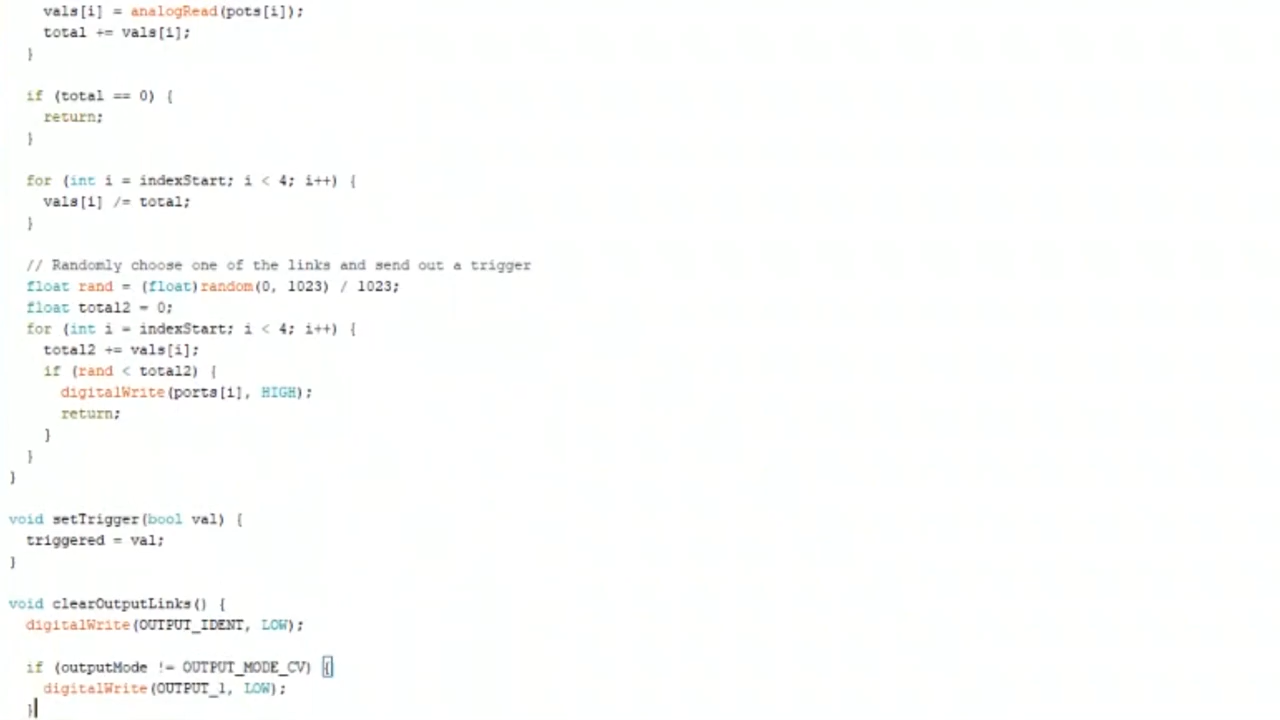 vals[i] = analogRead(pots[i]);
total += vals[i];
}
if (total == 0) {
return;
}
for (int i = indexStart; i < 4; i++) {
vals[i] /= total;
}
// Randomly choose one of the links and send out a trigger
float rand = (float)random(0, 1023) / 1023;
float total2 = 0;
for (int i = indexStart; i < 4; i++) {
total2 += vals[i];
if (rand < total2) {
digitalWrite(ports[i], HIGH);
return;
}
}
}
void setTrigger(bool val) {
triggered = val;
}
void clearOutputLinks() {
digitalWrite(OUTPUT_IDENT, LOW);
if (outputMode != OUTPUT_MODE_CV) {
digitalWrite(OUTPUT_1, LOW);
}